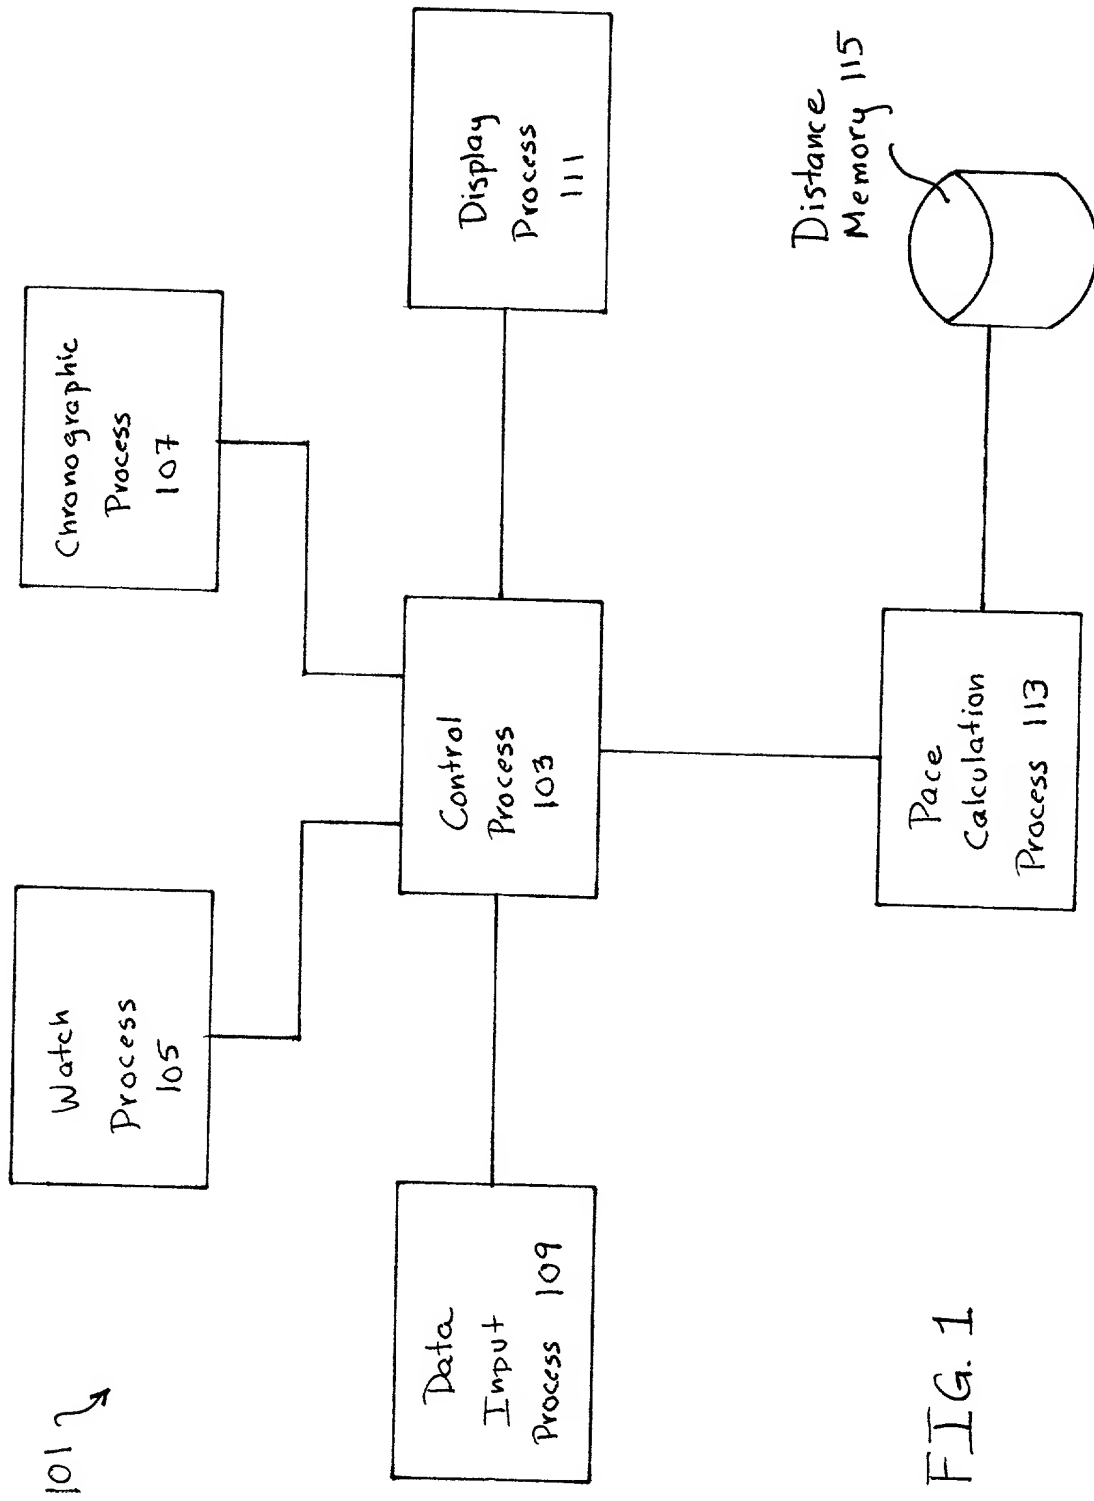 101
Watch
Process
105
Chronographic
Process
107
Data
Input
Process 109
Control
Process
103
Display
Process
111
Pace
Calculation
Process 113
Distance
Memory 115
FIG. 1